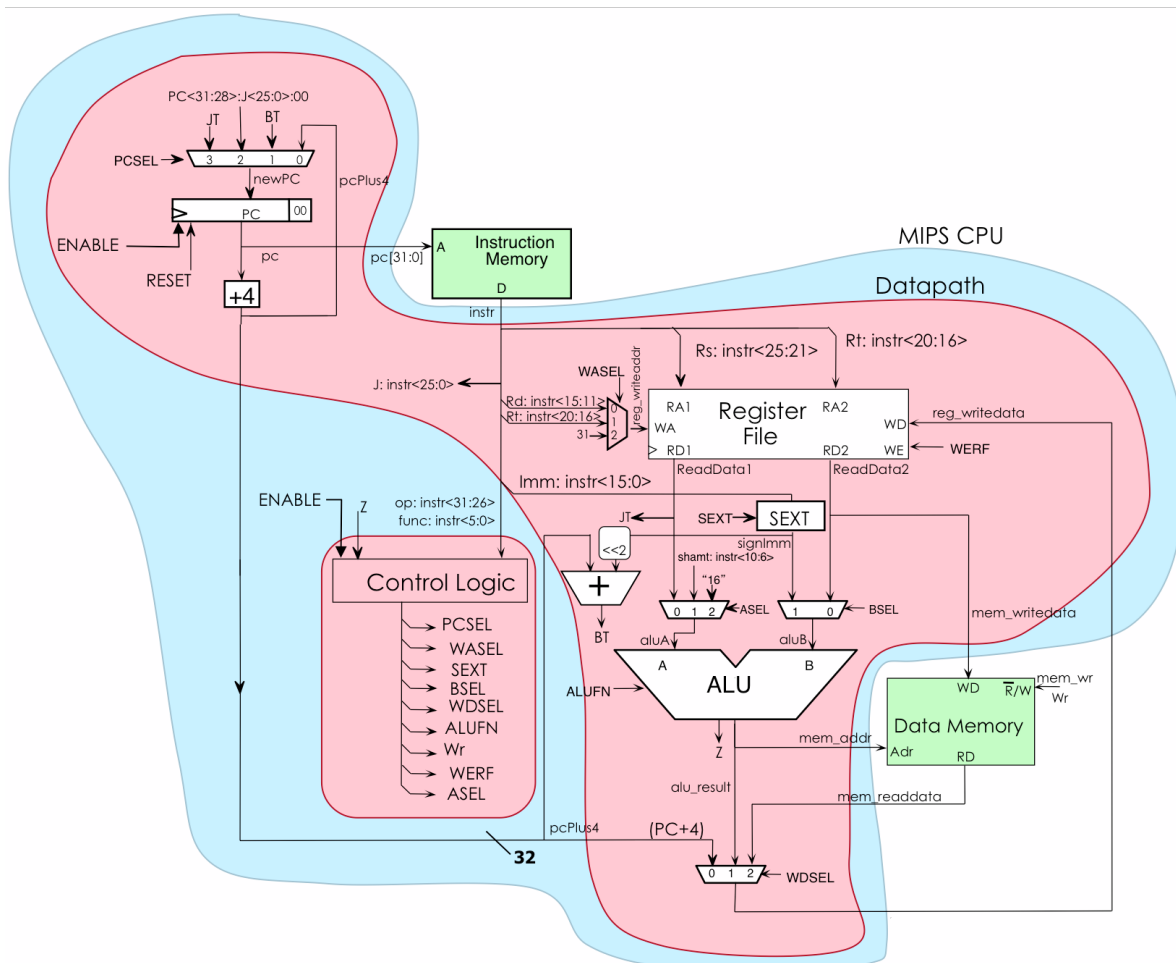 PC<31:28>:J<25:0>:00
JT
BT
PCSEL
3 2 1 0
newPC
pcPlus4
PC
00
ENABLE
RESET
pc
pc[31:0]
A
Instruction
Memory
D
+4
instr
MIPS CPU
Datapath
Rs: instr<25:21>
Rt: instr<20:16>
J: instr<25:0>
WASEL
Rd: instr<15:11>
Rt: instr<20:16>
31
0
1
2
reg_writeaddr
RA1
Register
File
RA2
WA
WD
RD1
RD2
WE
reg_writedata
WERF
ReadData1
ReadData2
Imm: instr<15:0>
ENABLE
Z
op: instr<31:26>
func: instr<5:0>
JT
SEXT
SEXT
signImm
<<2
shamt: instr<10:6>
"16"
+
BT
0 1 2
ASEL
1 0
BSEL
mem_writedata
Control Logic
PCSEL
WASEL
SEXT
BSEL
WDSEL
ALUFN
Wr
WERF
ASEL
aluA
aluB
A
B
ALU
ALUFN
Z
WD
R/W
mem_wr
Wr
Data Memory
Adr
RD
mem_addr
alu_result
mem_readdata
pcPlus4
(PC+4)
32
0 1 2
WDSEL